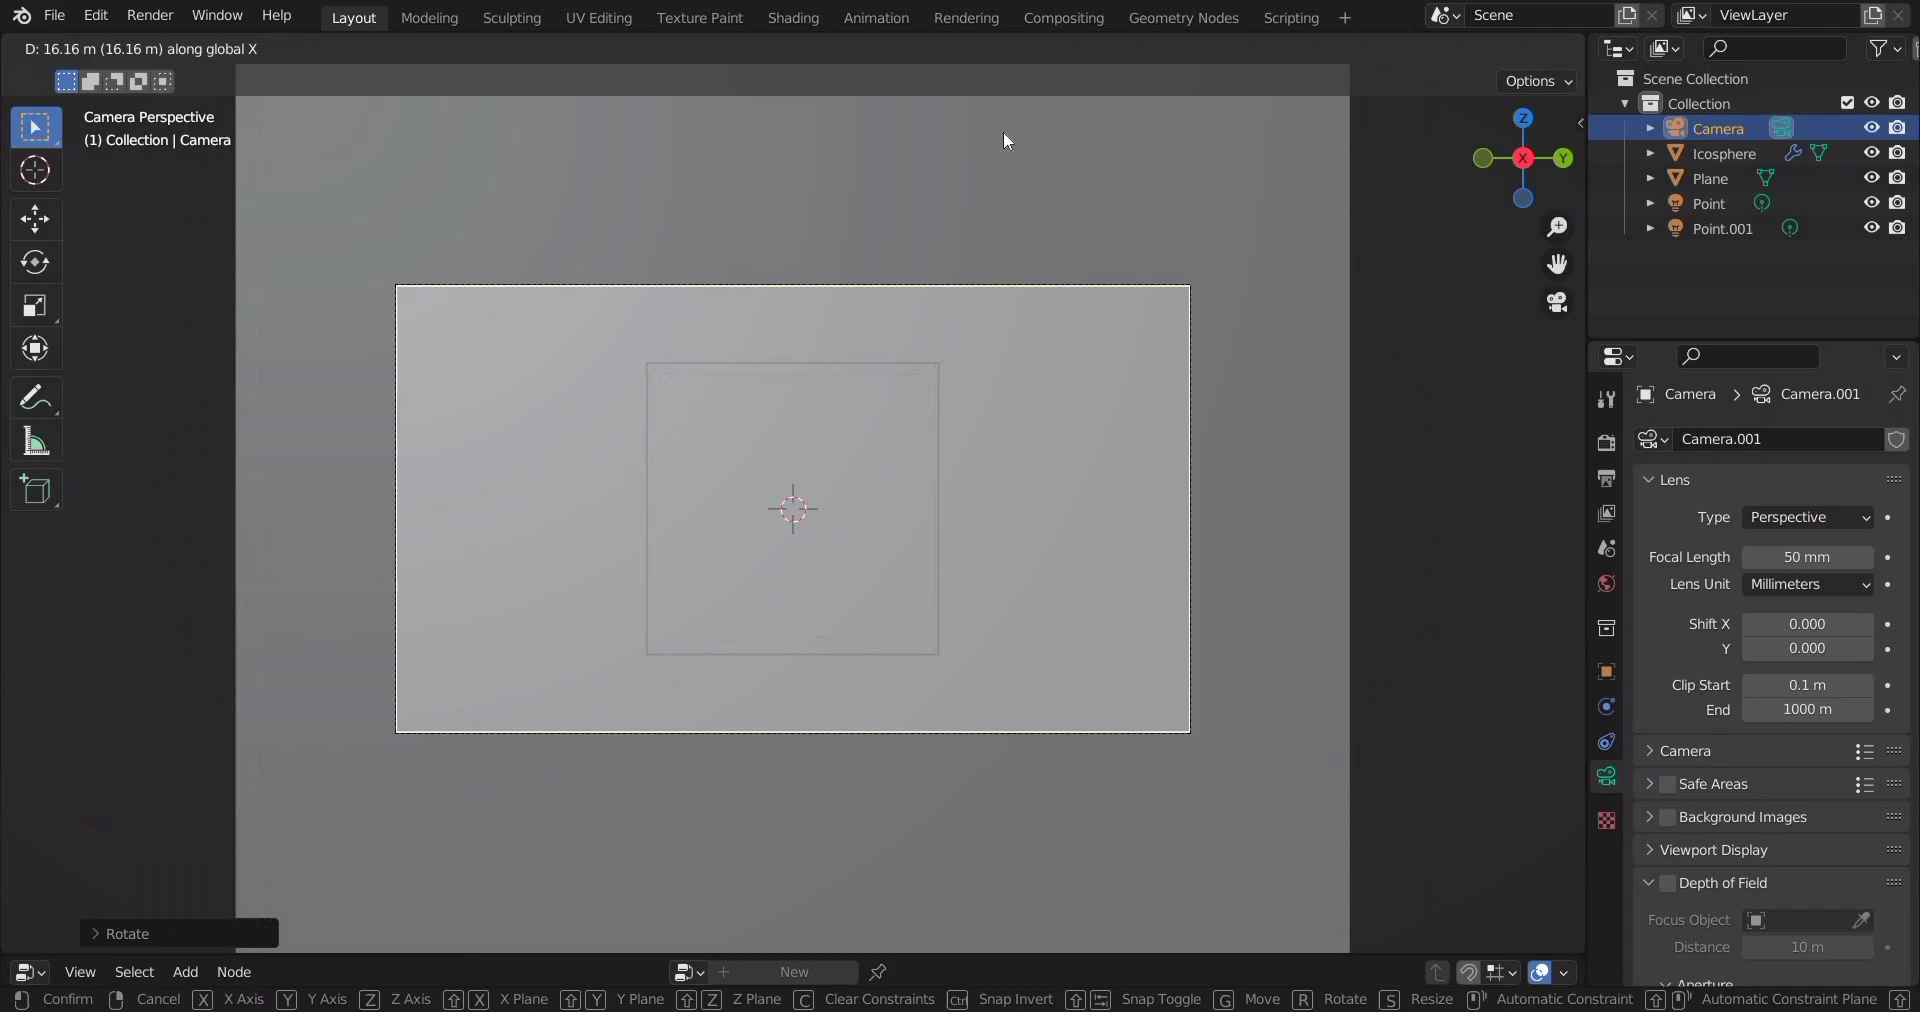 File Edit Render Window Help Layout Modeling Sculpting UV Editing Texture Paint Shading Animation Rendering Compositing Geometry Nodes Scripting + Scene ViewLayer
D: 16.16 m (16.16 m) along global X
Options
Camera Perspective
(1) Collection | Camera
Z
X
Y
Rotate
View Select Add Node + New
Confirm Cancel X X Axis Y Y Axis Z Z Axis X X Plane Y Y Plane Z Z Plane C Clear Constraints Ctrl Snap Invert Snap Toggle G Move R Rotate S Resize Automatic Constraint Automatic Constraint Plane
Scene Collection
Collection
Camera
Icosphere
Plane
Point
Point.001
Camera Camera.001
Camera.001
Lens
Type Perspective
Focal Length 50 mm
Lens Unit Millimeters
Shift X 0.000
Y 0.000
Clip Start 0.1 m
End 1000 m
Camera
Safe Areas
Background Images
Viewport Display
Depth of Field
Focus Object
Distance 10 m
Aperture